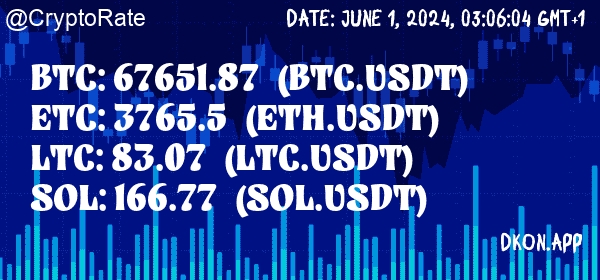 @CryptoRate
DATE: JUNE 1, 2024, 03:06:04 GMT+1
BTC: 67651.87 (BTC.USDT)
ETC: 3765.5 (ETH.USDT)
LTC: 83.07 (LTC.USDT)
SOL: 166.77 (SOL.USDT)
DKON.APP